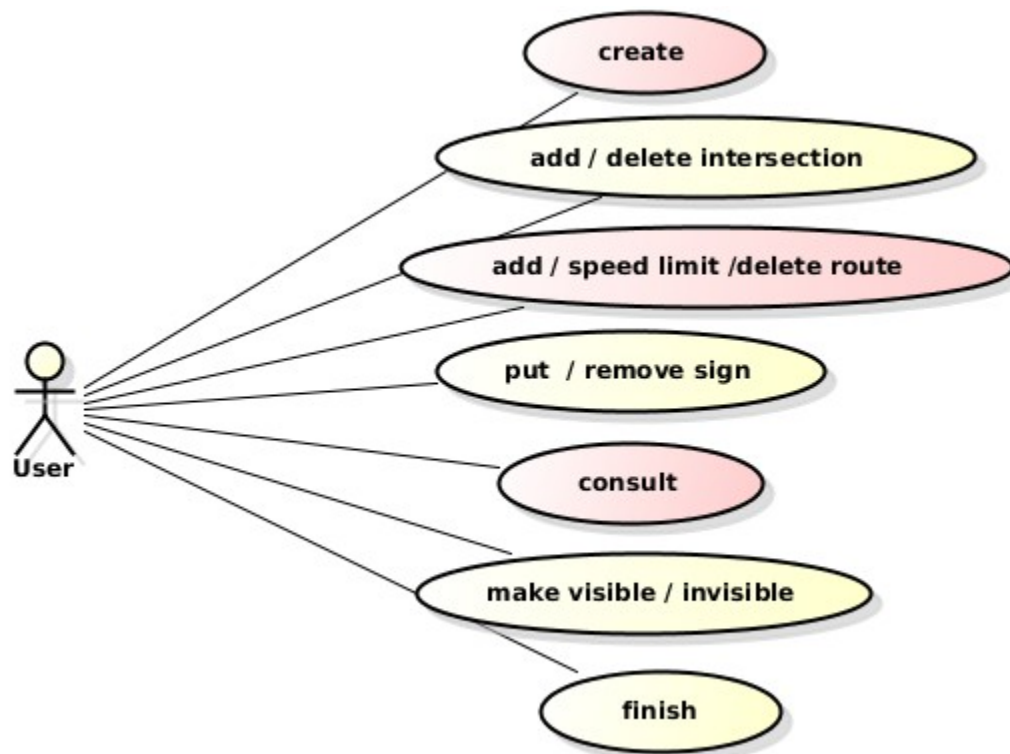 create
add / delete intersection
add / speed limit /delete route
put / remove sign
User
consult
make visible / invisible
finish